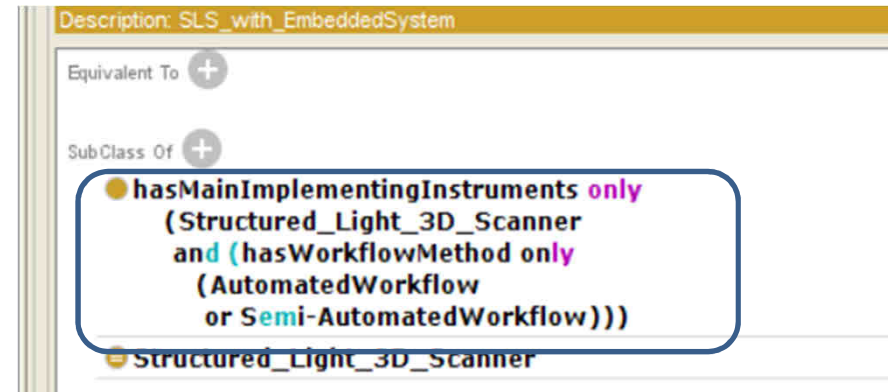 Description: SLS_with_EmbeddedSystem
Equivalent To
SubClass Of
hasMainImplementingInstruments only
(Structured_Light_3D_Scanner
and (hasWorkflowMethod only
(AutomatedWorkflow
or Semi-AutomatedWorkflow)))
Structured_Light_3D_Scanner